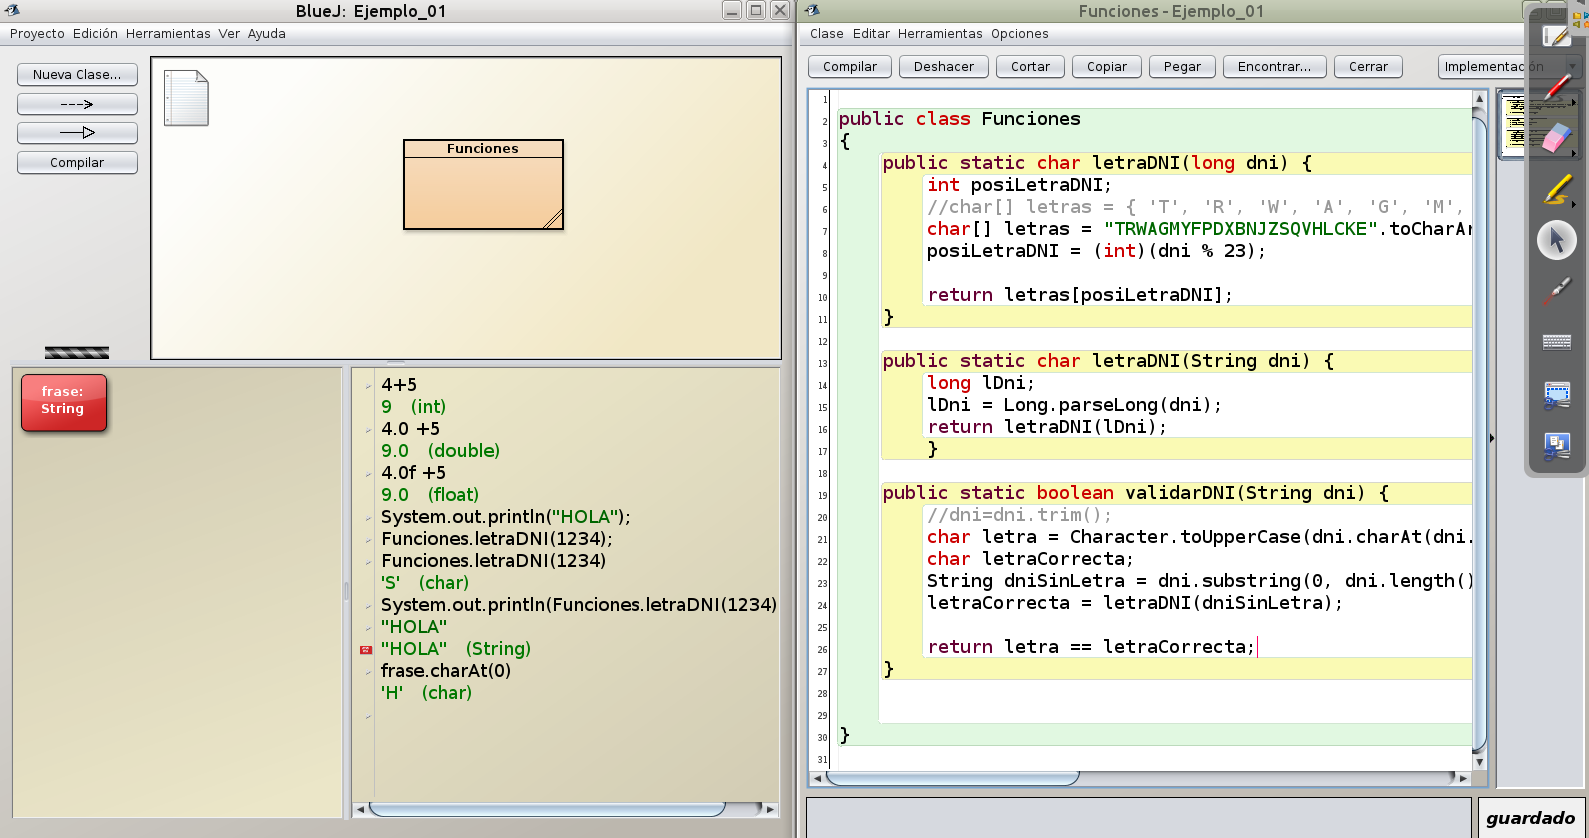 BlueJ: Ejemplo_01
Proyecto Edición Herramientas Ver Ayuda
Nueva Clase...
Compilar
Funciones
frase:
String
4+5
9 (int)
4.0 +5
9.0 (double)
4.0f +5
9.0 (float)
System.out.println("HOLA");
Funciones.letraDNI(1234);
Funciones.letraDNI(1234)
'S' (char)
System.out.println(Funciones.letraDNI(1234)
"HOLA"
"HOLA" (String)
frase.charAt(0)
'H' (char)
Funciones - Ejemplo_01
Clase Editar Herramientas Opciones
Compilar Deshacer Cortar Copiar Pegar Encontrar... Cerrar Implementación
1
2 public class Funciones
3 {
4 public static char letraDNI(long dni) {
5 int posiLetraDNI;
6 //char[] letras = { 'T', 'R', 'W', 'A', 'G', 'M',
7 char[] letras = "TRWAGMYFPDXBNJZSQVHLCKE".toCharAr
8 posiLetraDNI = (int)(dni % 23);
9
10 return letras[posiLetraDNI];
11 }
12
13 public static char letraDNI(String dni) {
14 long lDni;
15 lDni = Long.parseLong(dni);
16 return letraDNI(lDni);
17 }
18
19 public static boolean validarDNI(String dni) {
20 //dni=dni.trim();
21 char letra = Character.toUpperCase(dni.charAt(dni.
22 char letraCorrecta;
23 String dniSinLetra = dni.substring(0, dni.length()
24 letraCorrecta = letraDNI(dniSinLetra);
25
26 return letra == letraCorrecta;
27 }
28
29
30 }
31
guardado